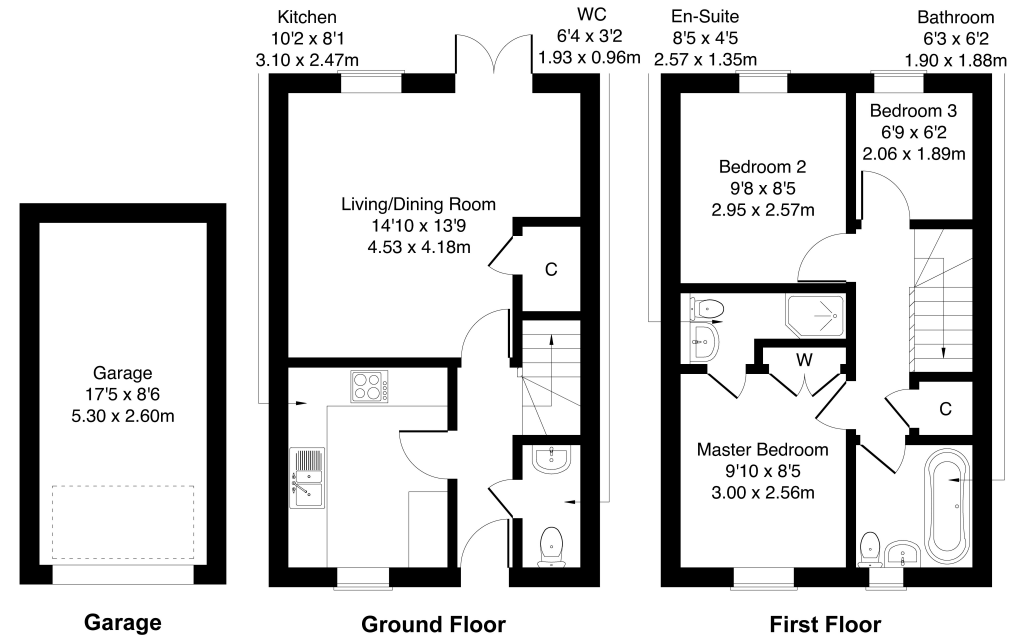 Kitchen
10'2 x 8'1
3.10 x 2.47m
WC
6'4 x 3'2
1.93 x 0.96m
En-Suite
8'5 x 4'5
2.57 x 1.35m
Bathroom
6'3 x 6'2
1.90 x 1.88m
Bedroom 3
6'9 x 6'2
2.06 x 1.89m
Bedroom 2
9'8 x 8'5
2.95 x 2.57m
Living/Dining Room
14'10 x 13'9
4.53 x 4.18m
C
W
Garage
17'5 x 8'6
5.30 x 2.60m
C
Master Bedroom
9'10 x 8'5
3.00 x 2.56m
Garage
Ground Floor
First Floor